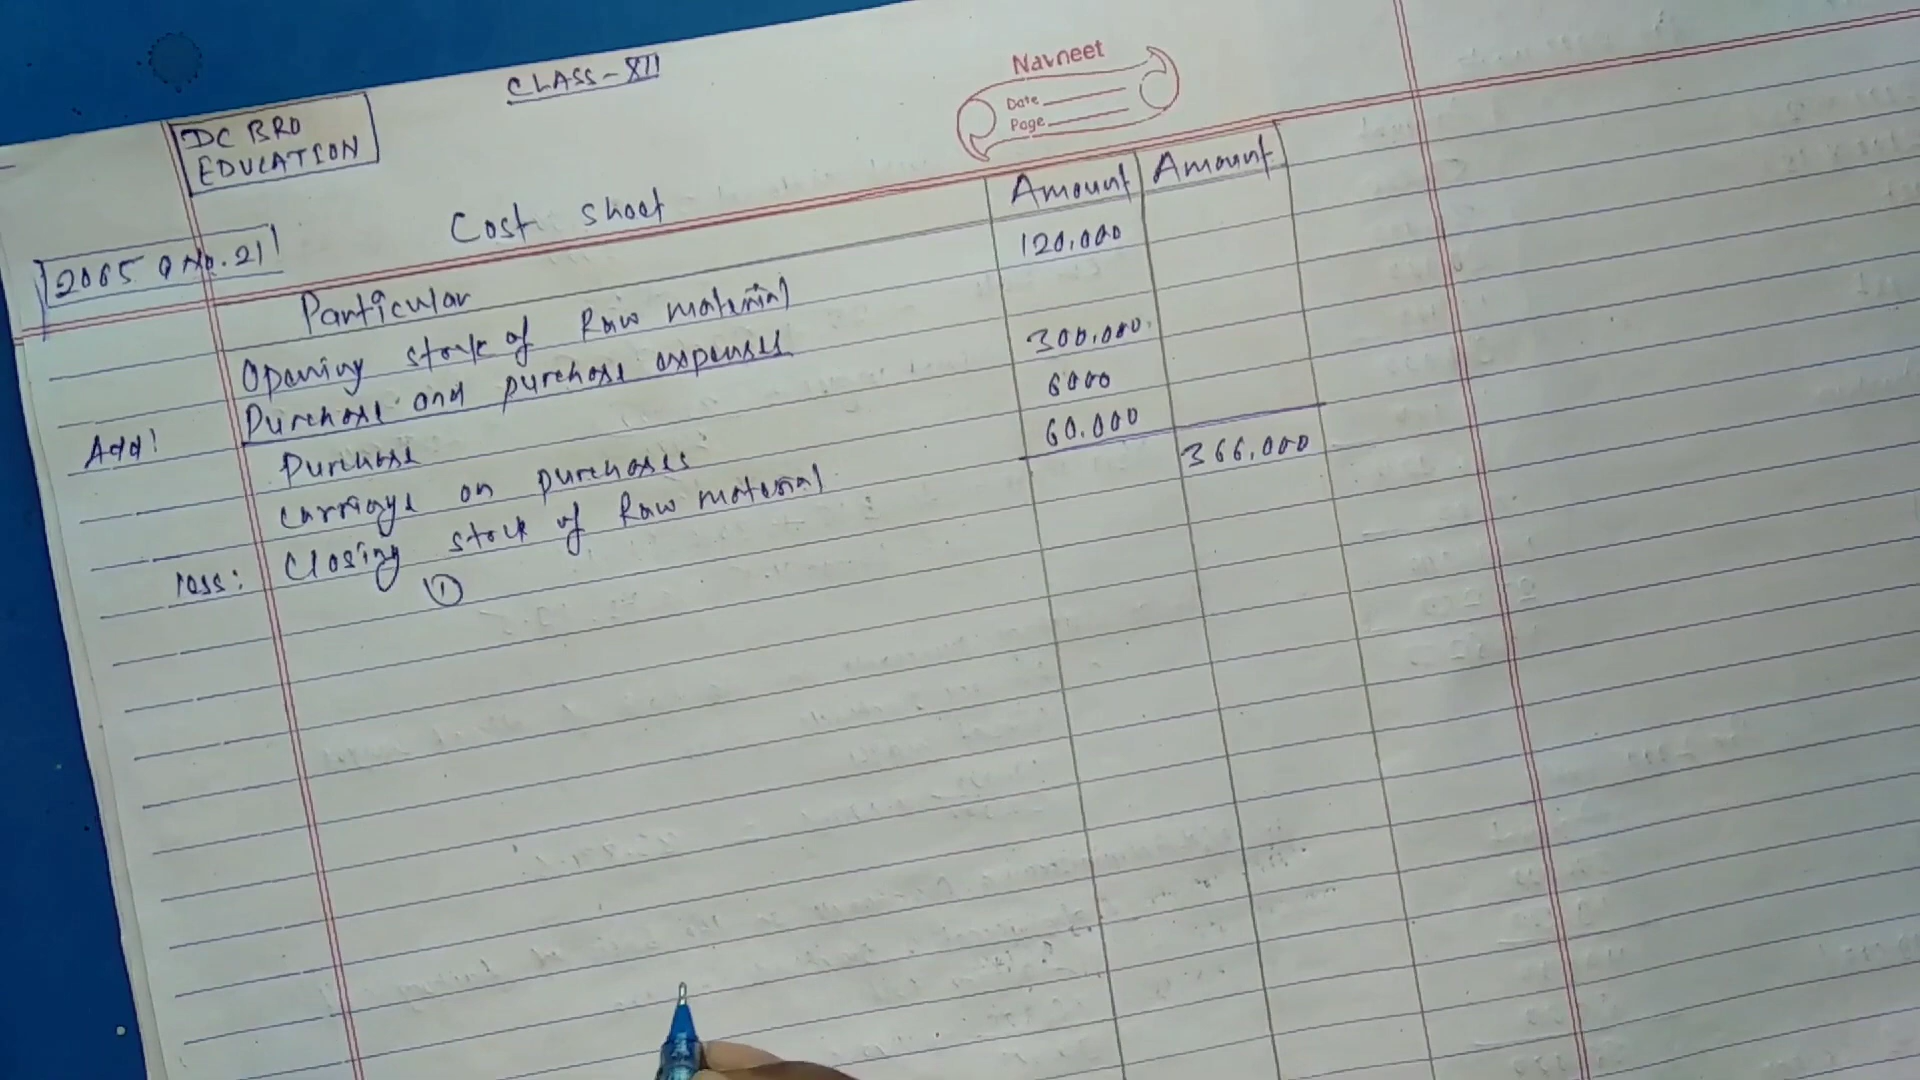 CLASS-XII
Navneet
Date
Page
DC BRO
EDUCATION
Cost sheet
2065 Q No. 21
Particular Amount Amount
Opening stock of Raw material 120,000
Add: Purchase and purchase expenses
Purchase 300,000
Carriage on purchases 6000
less: Closing stock of Raw material 60,000
① 366,000